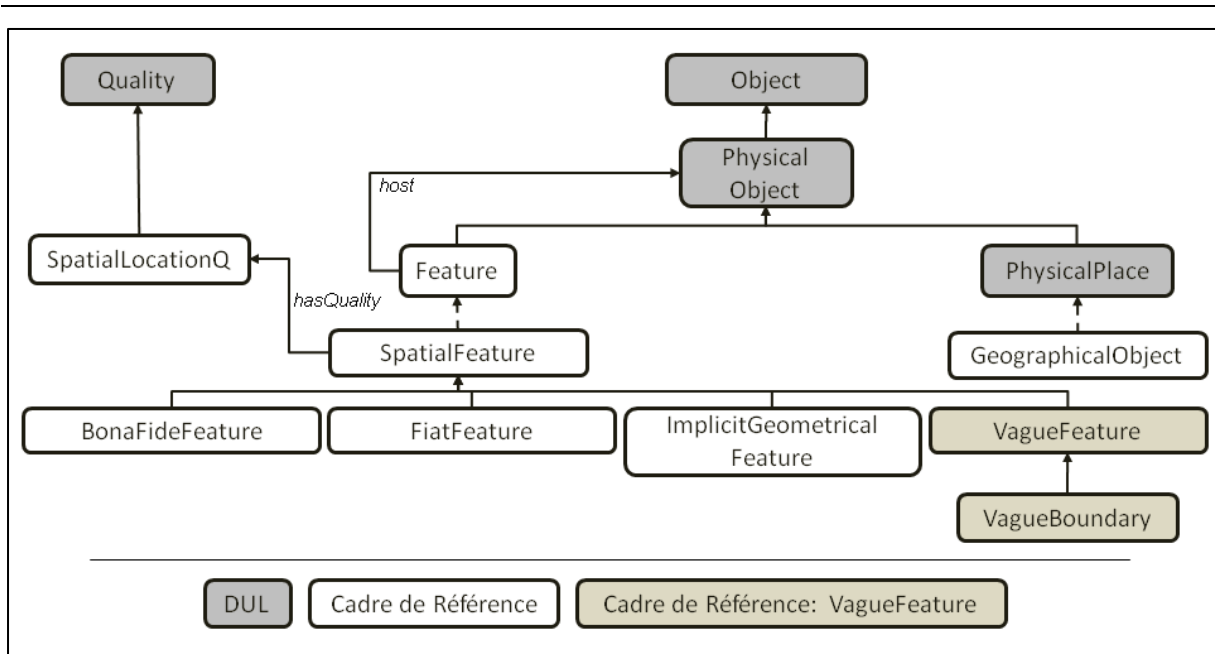 Quality
Object
Physical
Object
host
SpatialLocationQ
Feature
PhysicalPlace
hasQuality
SpatialFeature
GeographicalObject
BonaFideFeature
FiatFeature
ImplicitGeometrical
Feature
VagueFeature
VagueBoundary
DUL
Cadre de Référence
Cadre de Référence: VagueFeature